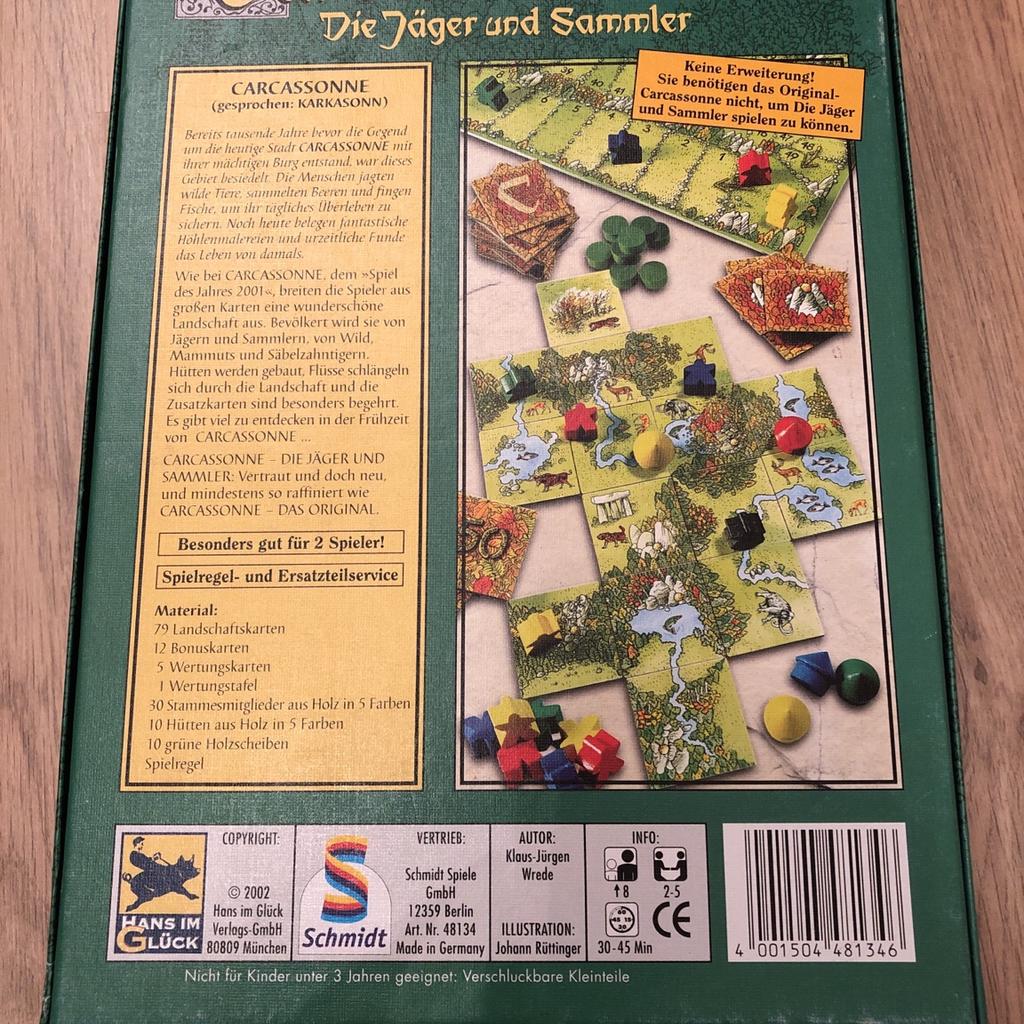 Die Jäger und Sammler
CARCASSONNE
(gesprochen: KARKASONN)
Bereits tausende Jahre bevor die Gegend
um die heutige Stadt CARCASSONNE mit
ihrer mächtigen Burg entstand, war dieses
Gebiet besiedelt. Die Menschen jagten
wilde Tiere, sammelten Beeren und fingen
Fische, um ihr tägliches Überleben zu
sichern. Noch heute belegen fantastische
Höhlenmalereien und urzeitliche Funde
das Leben von damals.
Wie bei CARCASSONNE, dem »Spiel
des Jahres 2001«, breiten die Spieler aus
großen Karten eine wunderschöne
Landschaft aus. Bevölkert wird sie von
Jägern und Sammlern, von Wild,
Mammuts und Säbelzahntigern.
Hütten werden gebaut, Flüsse schlängeln
sich durch die Landschaft und die
Zusatzkarten sind besonders begehrt.
Es gibt viel zu entdecken in der Frühzeit
von CARCASSONNE ...
CARCASSONNE – DIE JÄGER UND
SAMMLER: Vertraut und doch neu,
und mindestens so raffiniert wie
CARCASSONNE – DAS ORIGINAL.
Besonders gut für 2 Spieler!
Spielregel- und Ersatzteilservice
Material:
79 Landschaftskarten
12 Bonuskarten
5 Wertungskarten
1 Wertungstafel
30 Stammesmitglieder aus Holz in 5 Farben
10 Hütten aus Holz in 5 Farben
10 grüne Holzscheiben
Spielregel
Keine Erweiterung!
Sie benötigen das Original-
Carcassonne nicht, um Die Jäger
und Sammler spielen zu können.
50
HANS IM
GLÜCK
COPYRIGHT:
© 2002
Hans im Glück
Verlags-GmbH
80809 München
Schmidt
VERTRIEB:
Schmidt Spiele
GmbH
12359 Berlin
Art. Nr. 48134
Made in Germany
AUTOR:
Klaus-Jürgen
Wrede
ILLUSTRATION:
Johann Rüttinger
INFO:
↑8 2-5
60
45 15
30
CE
30-45 Min
4 001504 481346
Nicht für Kinder unter 3 Jahren geeignet: Verschluckbare Kleinteile